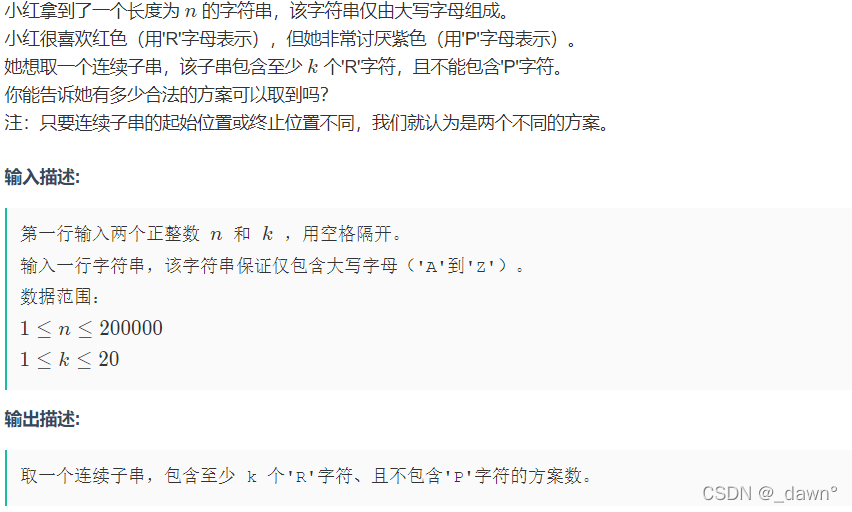 小红拿到了一个长度为 n 的字符串，该字符串仅由大写字母组成。
小红很喜欢红色（用'R'字母表示），但她非常讨厌紫色（用'P'字母表示）。
她想取一个连续子串，该子串包含至少 k 个'R'字符，且不能包含'P'字符。
你能告诉她有多少合法的方案可以取到吗？
注：只要连续子串的起始位置或终止位置不同，我们就认为是两个不同的方案。
输入描述:
第一行输入两个正整数 n 和 k ，用空格隔开。
输入一行字符串，该字符串保证仅包含大写字母（'A'到'Z'）。
数据范围：
1 ≤ n ≤ 200000
1 ≤ k ≤ 20
输出描述:
取一个连续子串，包含至少 k 个'R'字符、且不包含'P'字符的方案数。
CSDN @_dawn°